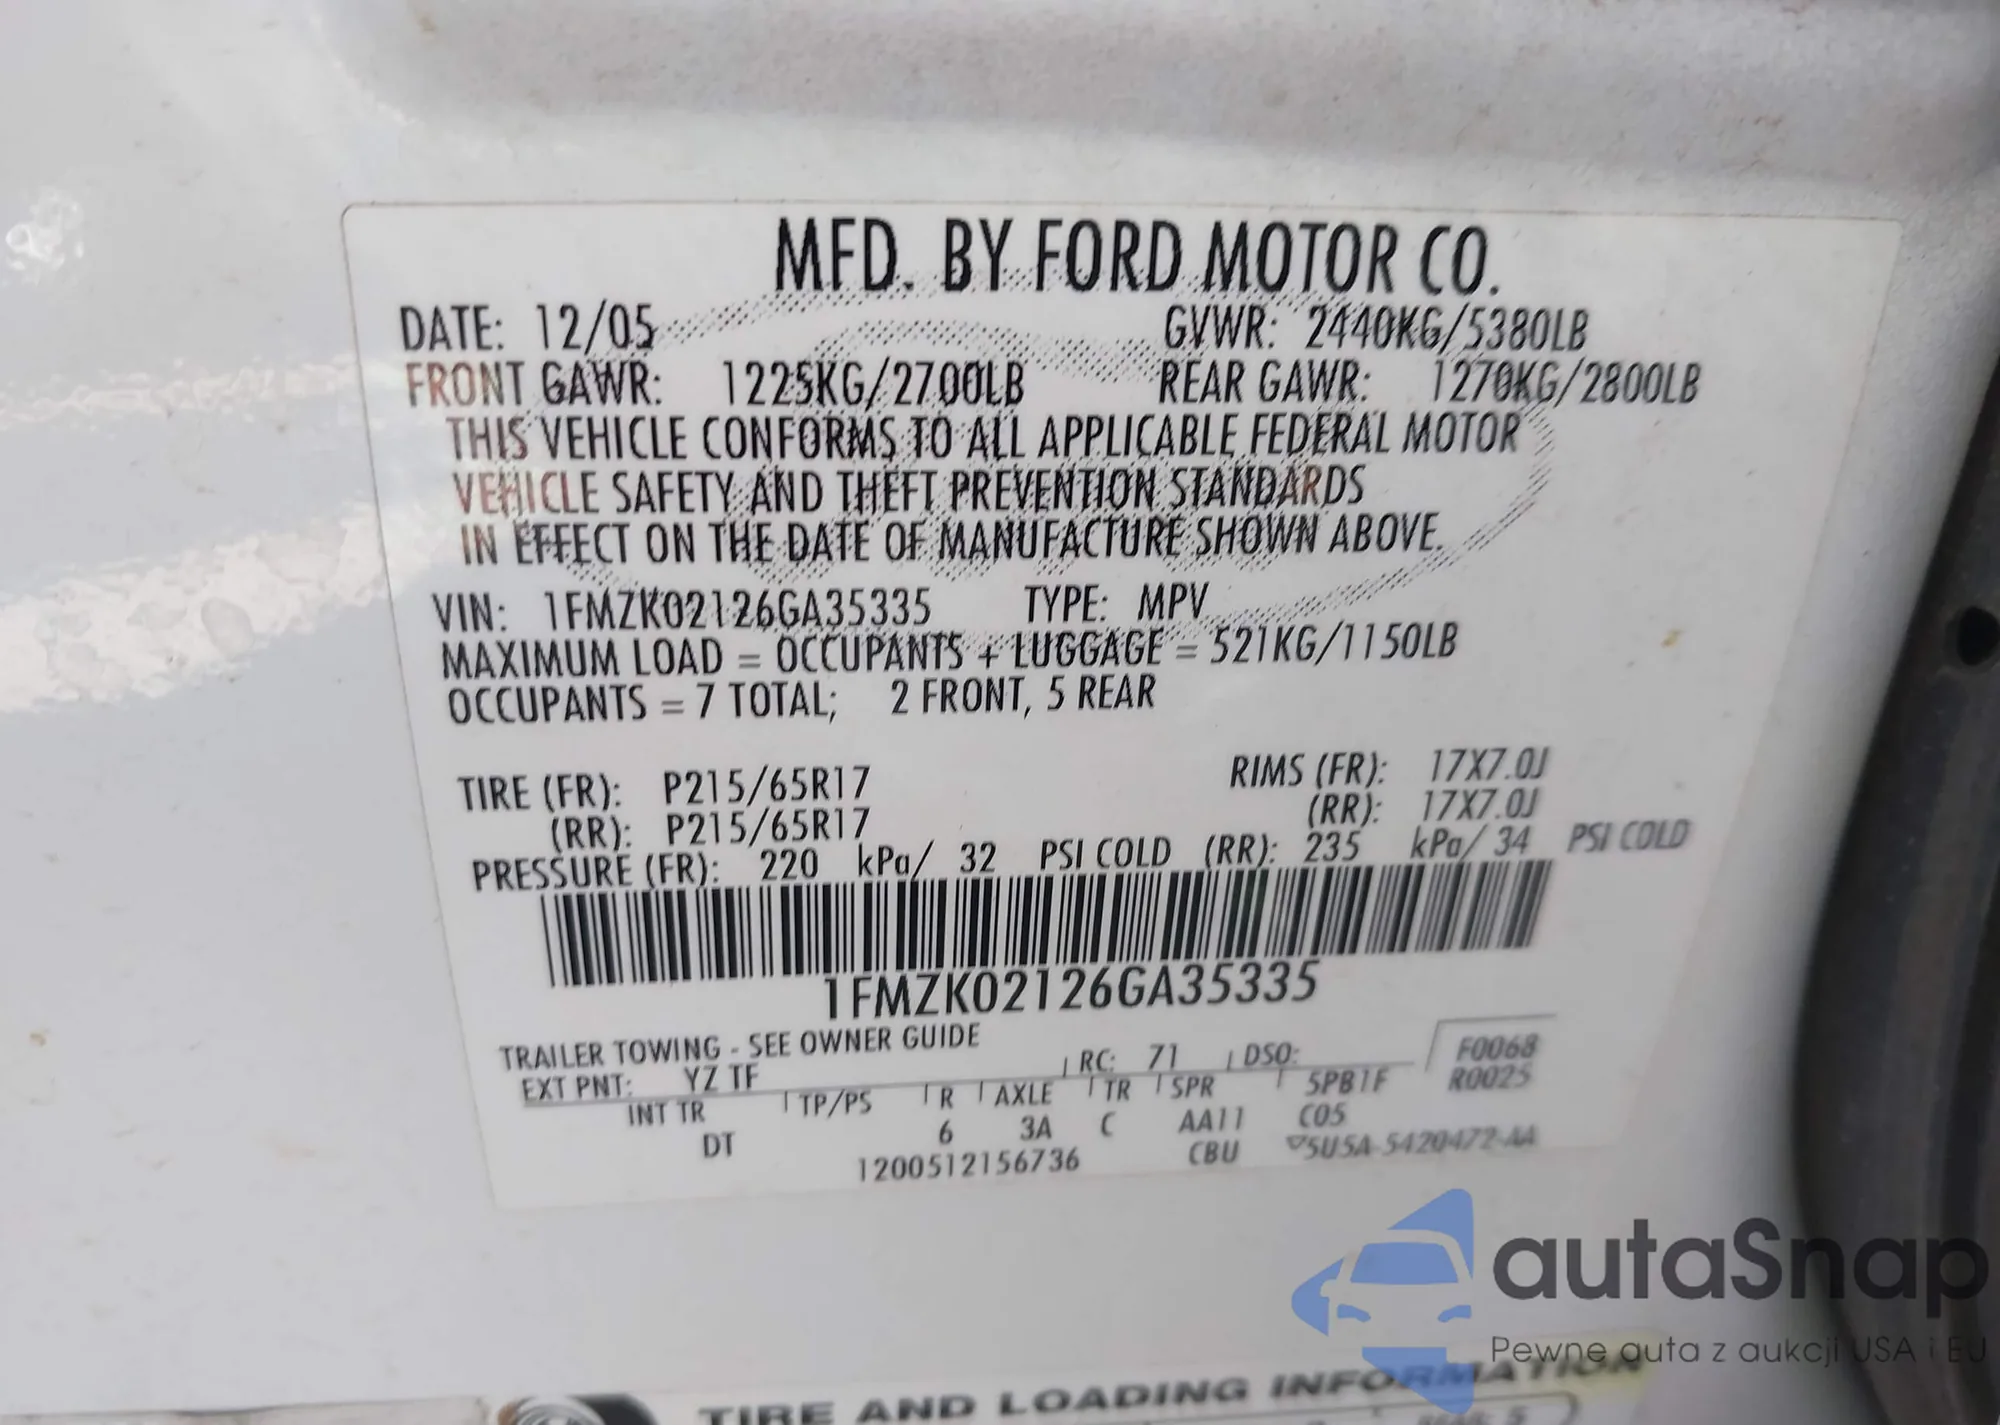 MFD. BY FORD MOTOR CO.
DATE: 12/05 GVWR: 2440KG/5380LB
FRONT GAWR: 1225KG/2700LB REAR GAWR: 1270KG/2800LB
THIS VEHICLE CONFORMS TO ALL APPLICABLE FEDERAL MOTOR
VEHICLE SAFETY AND THEFT PREVENTION STANDARDS
IN EFFECT ON THE DATE OF MANUFACTURE SHOWN ABOVE.
VIN: 1FMZK02126GA35335 TYPE: MPV
MAXIMUM LOAD = OCCUPANTS + LUGGAGE = 521KG/1150LB
OCCUPANTS = 7 TOTAL; 2 FRONT, 5 REAR
TIRE (FR): P215/65R17 RIMS (FR): 17X7.0J
(RR): P215/65R17 (RR): 17X7.0J
PRESSURE (FR): 220 kPa/ 32 PSI COLD (RR): 235 kPa/ 34 PSI COLD
1FMZK02126GA35335
TRAILER TOWING - SEE OWNER GUIDE
EXT PNT: YZ TF RC: 71 DSO: F0068
INT TR TP/PS R AXLE TR SPR 5PB1F R0025
DT 6 3A C AA11 C05
1200512156736 CBU 5U5A-5420472-AA
autaSnap
Pewne auta z aukcji USA i EU
TIRE AND LOADING INFORMATION